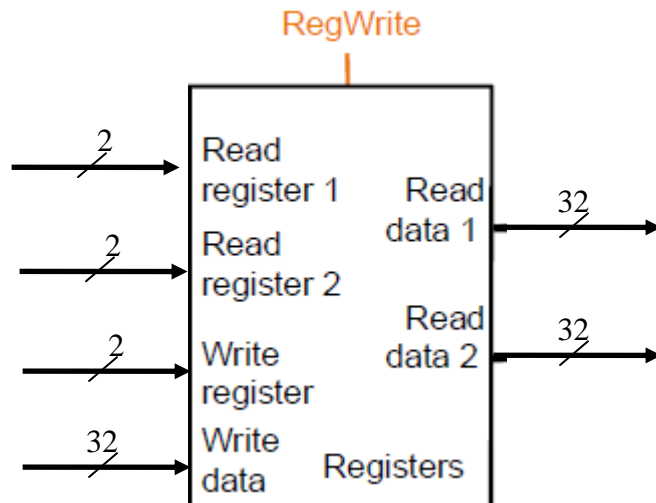 RegWrite
2
Read
register 1
2
Read
register 2
2
Write
register
32
Write
data
Read
data 1
32
Read
data 2
32
Registers